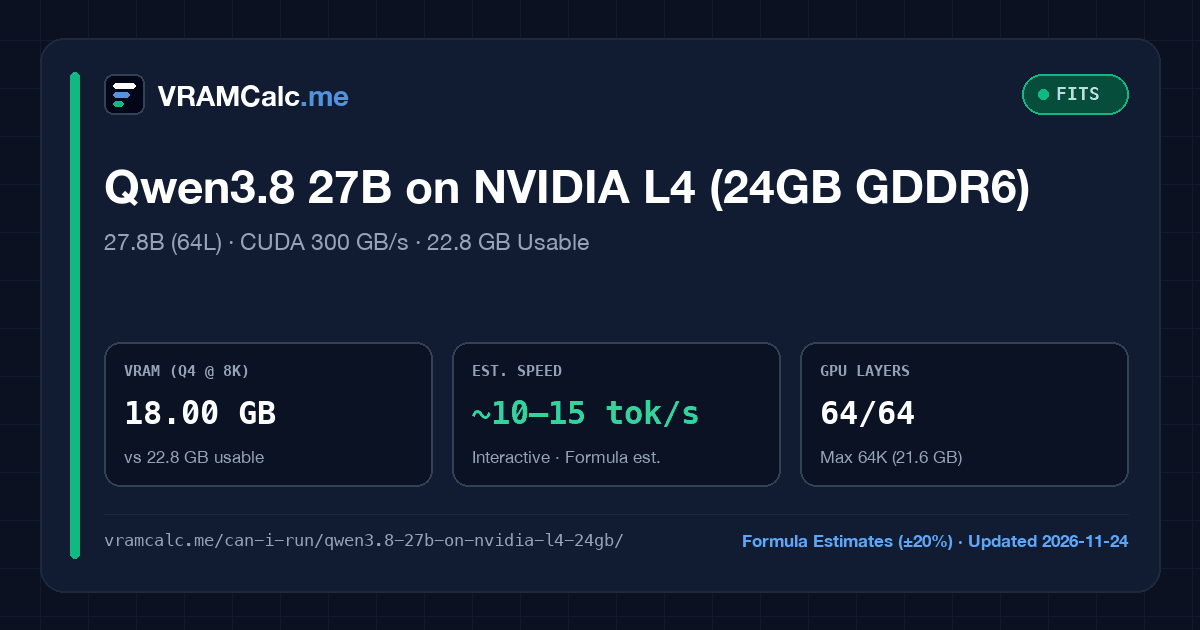 VRAMCalc.me
FITS
Qwen3.8 27B on NVIDIA L4 (24GB GDDR6)
27.8B (64L) · CUDA 300 GB/s · 22.8 GB Usable
VRAM (Q4 @ 8K)
18.00 GB
vs 22.8 GB usable
EST. SPEED
~10–15 tok/s
Interactive · Formula est.
GPU LAYERS
64/64
Max 64K (21.6 GB)
vramcalc.me/can-i-run/qwen3.8-27b-on-nvidia-l4-24gb/
Formula Estimates (±20%) · Updated 2026-11-24